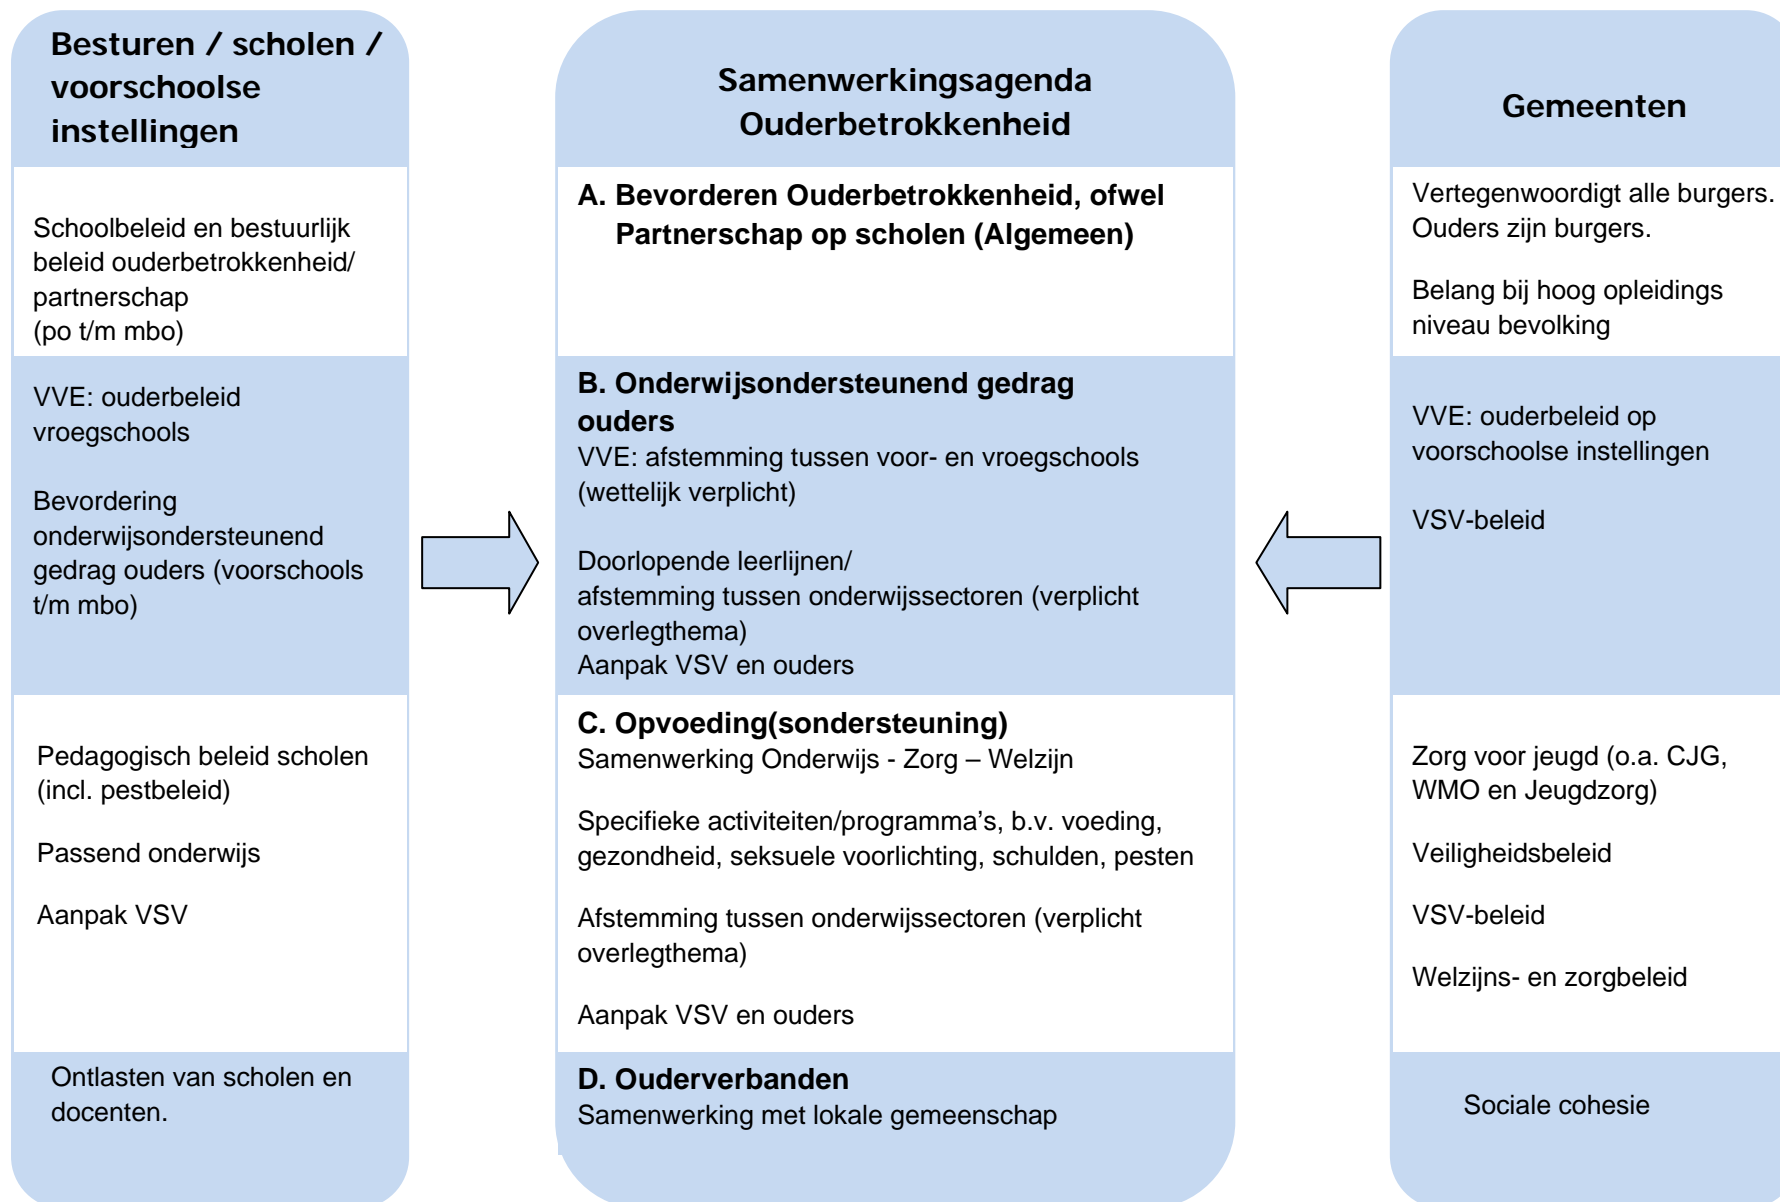 Besturen / scholen /
voorschoolse
instellingen
Schoolbeleid en bestuurlijk
beleid ouderbetrokkenheid/
partnerschap
(po t/m mbo)
VVE: ouderbeleid
vroegschools
Bevordering
onderwijsondersteunend
gedrag ouders (voorschools
t/m mbo)
Pedagogisch beleid scholen
(incl. pestbeleid)
Passend onderwijs
Aanpak VSV
Ontlasten van scholen en
docenten.
Samenwerkingsagenda
Ouderbetrokkenheid
A. Bevorderen Ouderbetrokkenheid, ofwel
Partnerschap op scholen (Algemeen)
B. Onderwijsondersteunend gedrag
ouders
VVE: afstemming tussen voor- en vroegschools
(wettelijk verplicht)
Doorlopende leerlijnen/
afstemming tussen onderwijssectoren (verplicht
overlegthema)
Aanpak VSV en ouders
C. Opvoeding(sondersteuning)
Samenwerking Onderwijs - Zorg – Welzijn
Specifieke activiteiten/programma’s, b.v. voeding,
gezondheid, seksuele voorlichting, schulden, pesten
Afstemming tussen onderwijssectoren (verplicht
overlegthema)
Aanpak VSV en ouders
D. Ouderverbanden
Samenwerking met lokale gemeenschap
Gemeenten
Vertegenwoordigt alle burgers.
Ouders zijn burgers.
Belang bij hoog opleidings
niveau bevolking
VVE: ouderbeleid op
voorschoolse instellingen
VSV-beleid
Zorg voor jeugd (o.a. CJG,
WMO en Jeugdzorg)
Veiligheidsbeleid
VSV-beleid
Welzijns- en zorgbeleid
Sociale cohesie